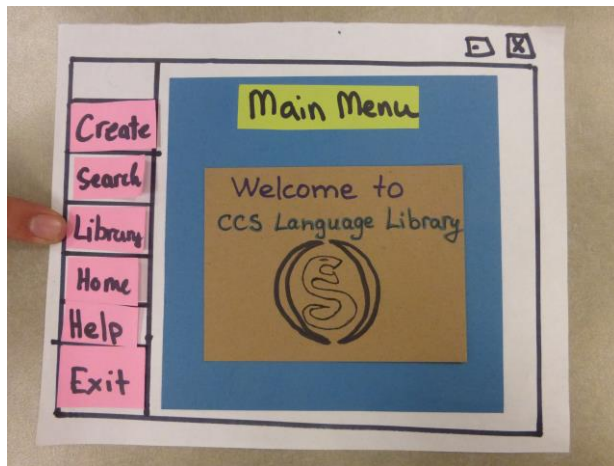 X
Main Menu
Create
Search
Library
Home
Help
Exit
Welcome to
CCS Language Library
S